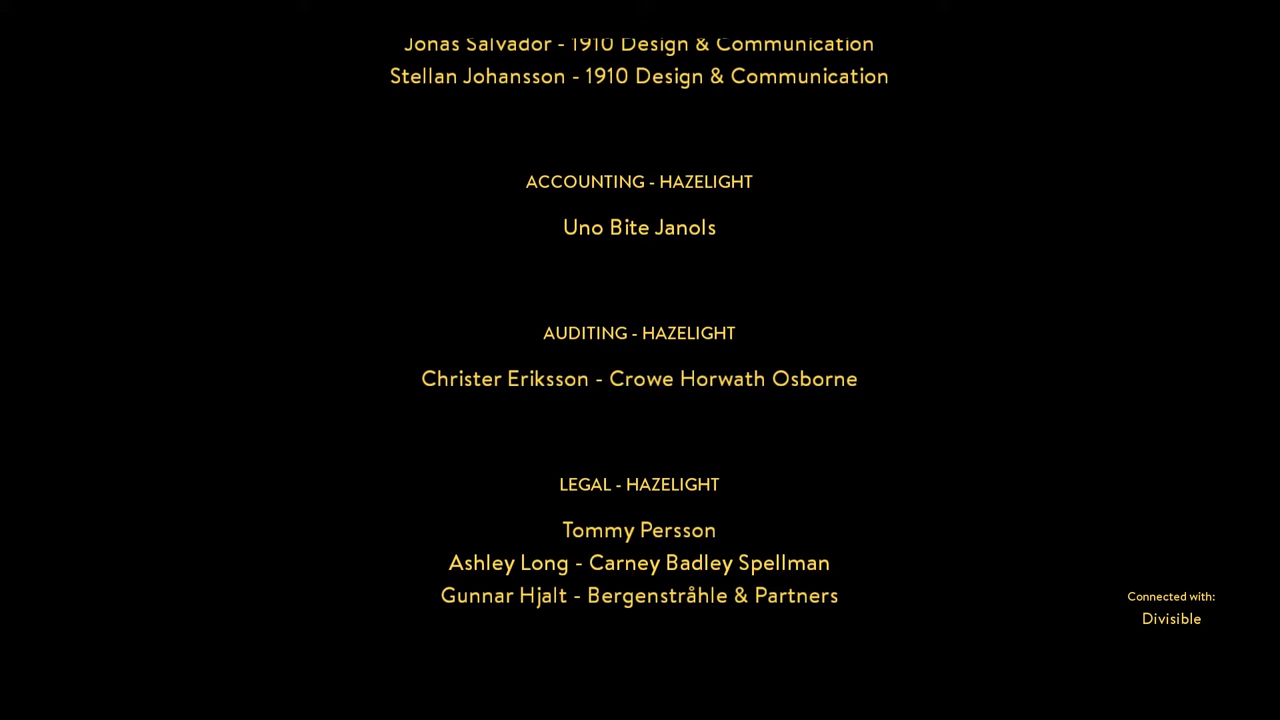 Jonas Salvador - 1910 Design & Communication
Stellan Johansson - 1910 Design & Communication
ACCOUNTING - HAZELIGHT
Uno Bite Janols
AUDITING - HAZELIGHT
Christer Eriksson - Crowe Horwath Osborne
LEGAL - HAZELIGHT
Tommy Persson
Ashley Long - Carney Badley Spellman
Gunnar Hjalt - Bergenstråhle & Partners
Connected with:
Divisible